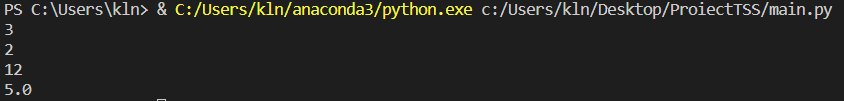 PS C:\Users\kln> & C:/Users/kln/anaconda3/python.exe c:/Users/kln/Desktop/ProiectTSS/main.py
3
2
12
5.0